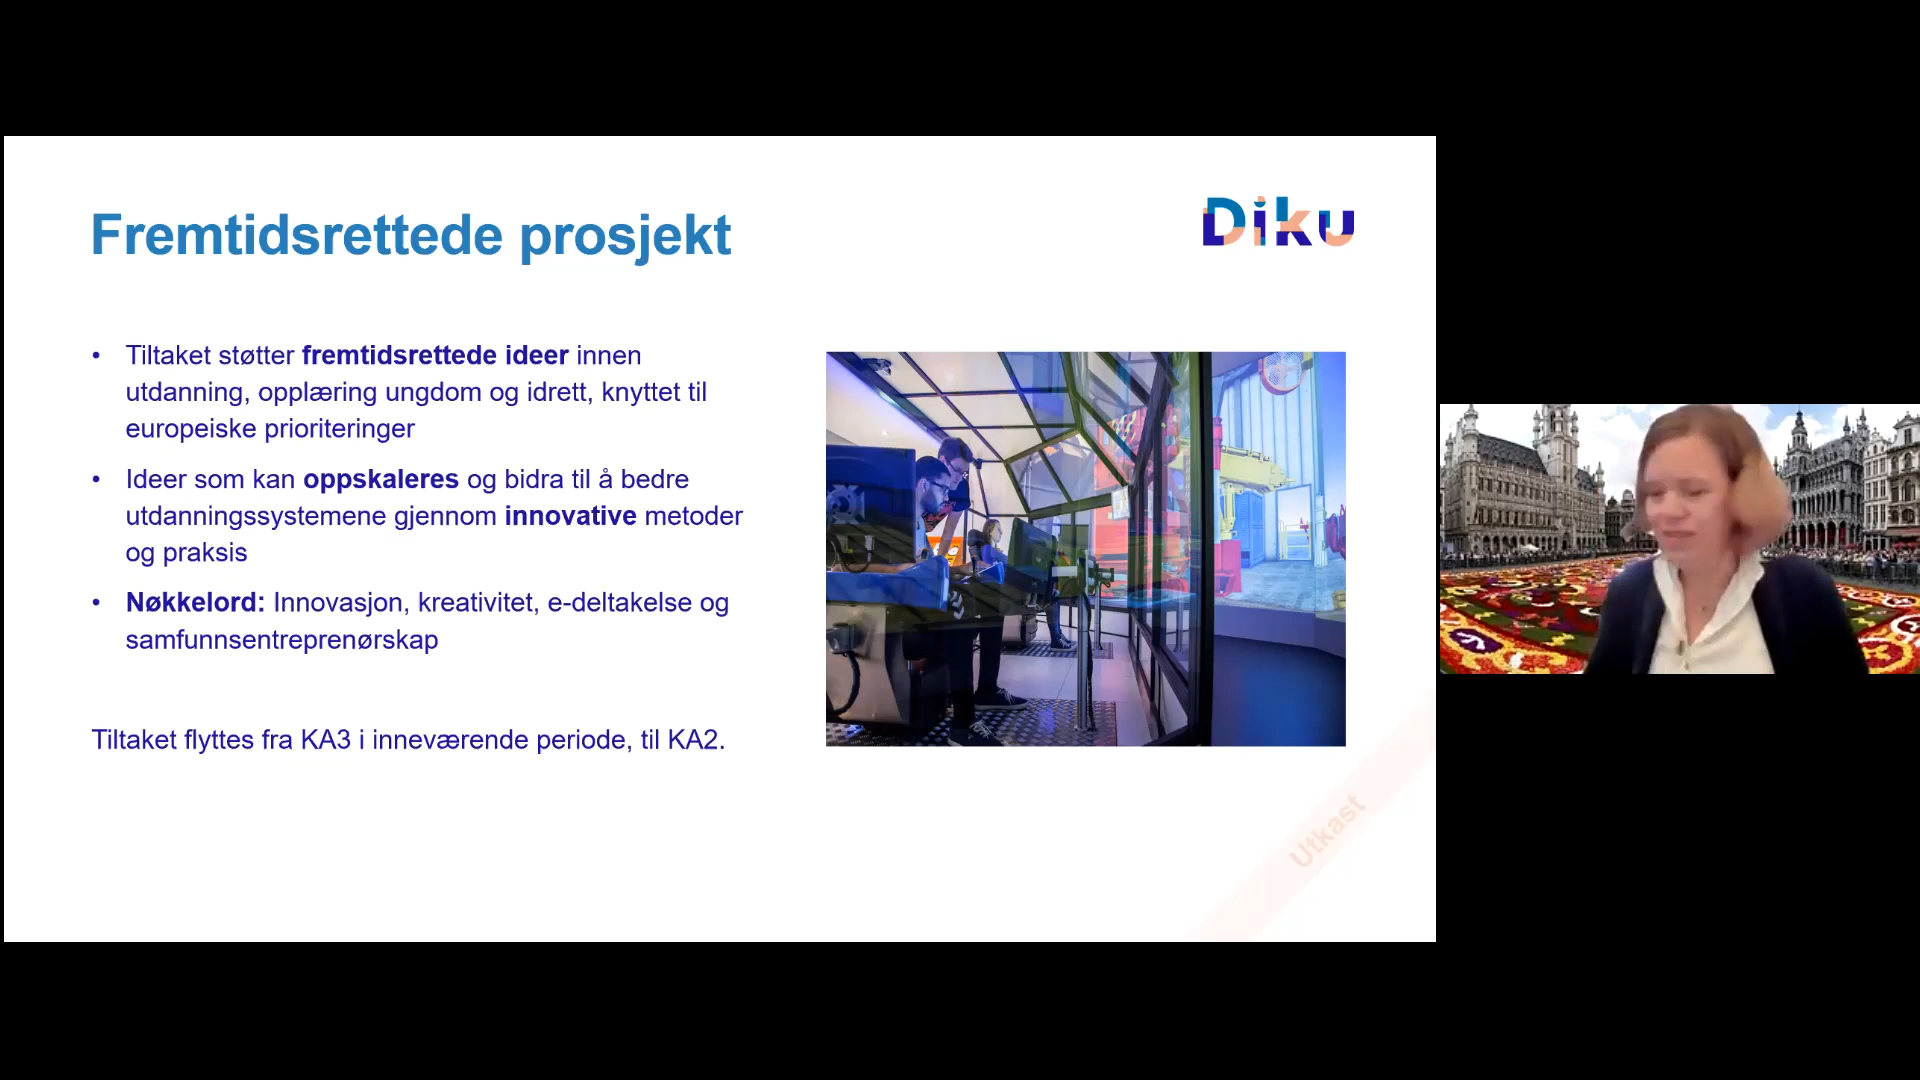 Fremtidsrettede prosjekt
Diku
• Tiltaket støtter fremtidsrettede ideer innen
utdanning, opplæring ungdom og idrett, knyttet til
europeiske prioriteringer
• Ideer som kan oppskaleres og bidra til å bedre
utdanningssystemene gjennom innovative metoder
og praksis
• Nøkkelord: Innovasjon, kreativitet, e-deltakelse og
samfunnsentreprenørskap
Tiltaket flyttes fra KA3 i inneværende periode, til KA2.
Utkast